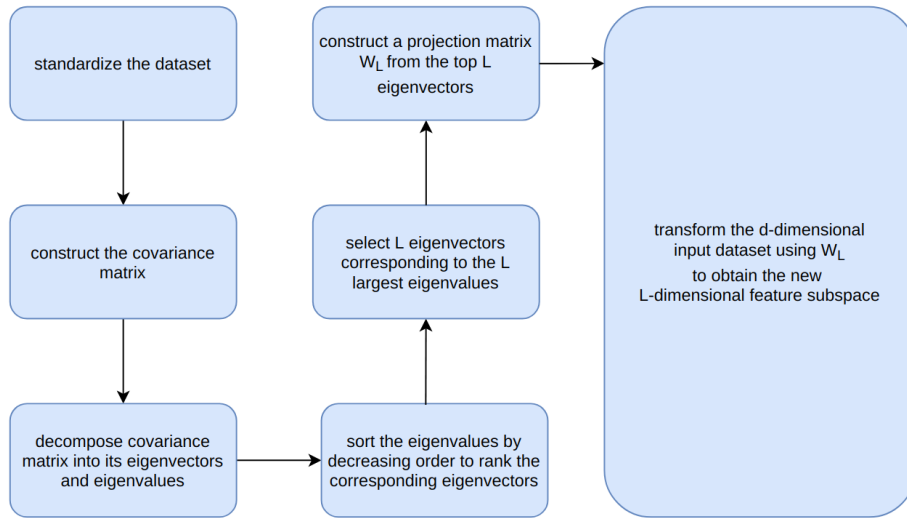 standardize the dataset
construct the covariance
matrix
decompose covariance
matrix into its eigenvectors
and eigenvalues
sort the eigenvalues by
decreasing order to rank the
corresponding eigenvectors
select L eigenvectors
corresponding to the L
largest eigenvalues
construct a projection matrix
W_L from the top L
eigenvectors
transform the d-dimensional
input dataset using W_L
to obtain the new
L-dimensional feature subspace